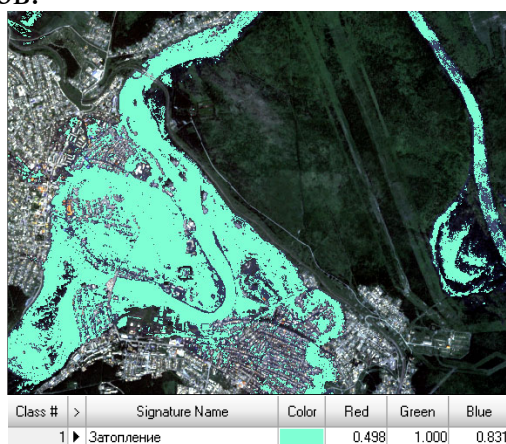 ов.
Class # > Signature Name Color Red Green Blue
1 Затопление 0.498 1.000 0.831